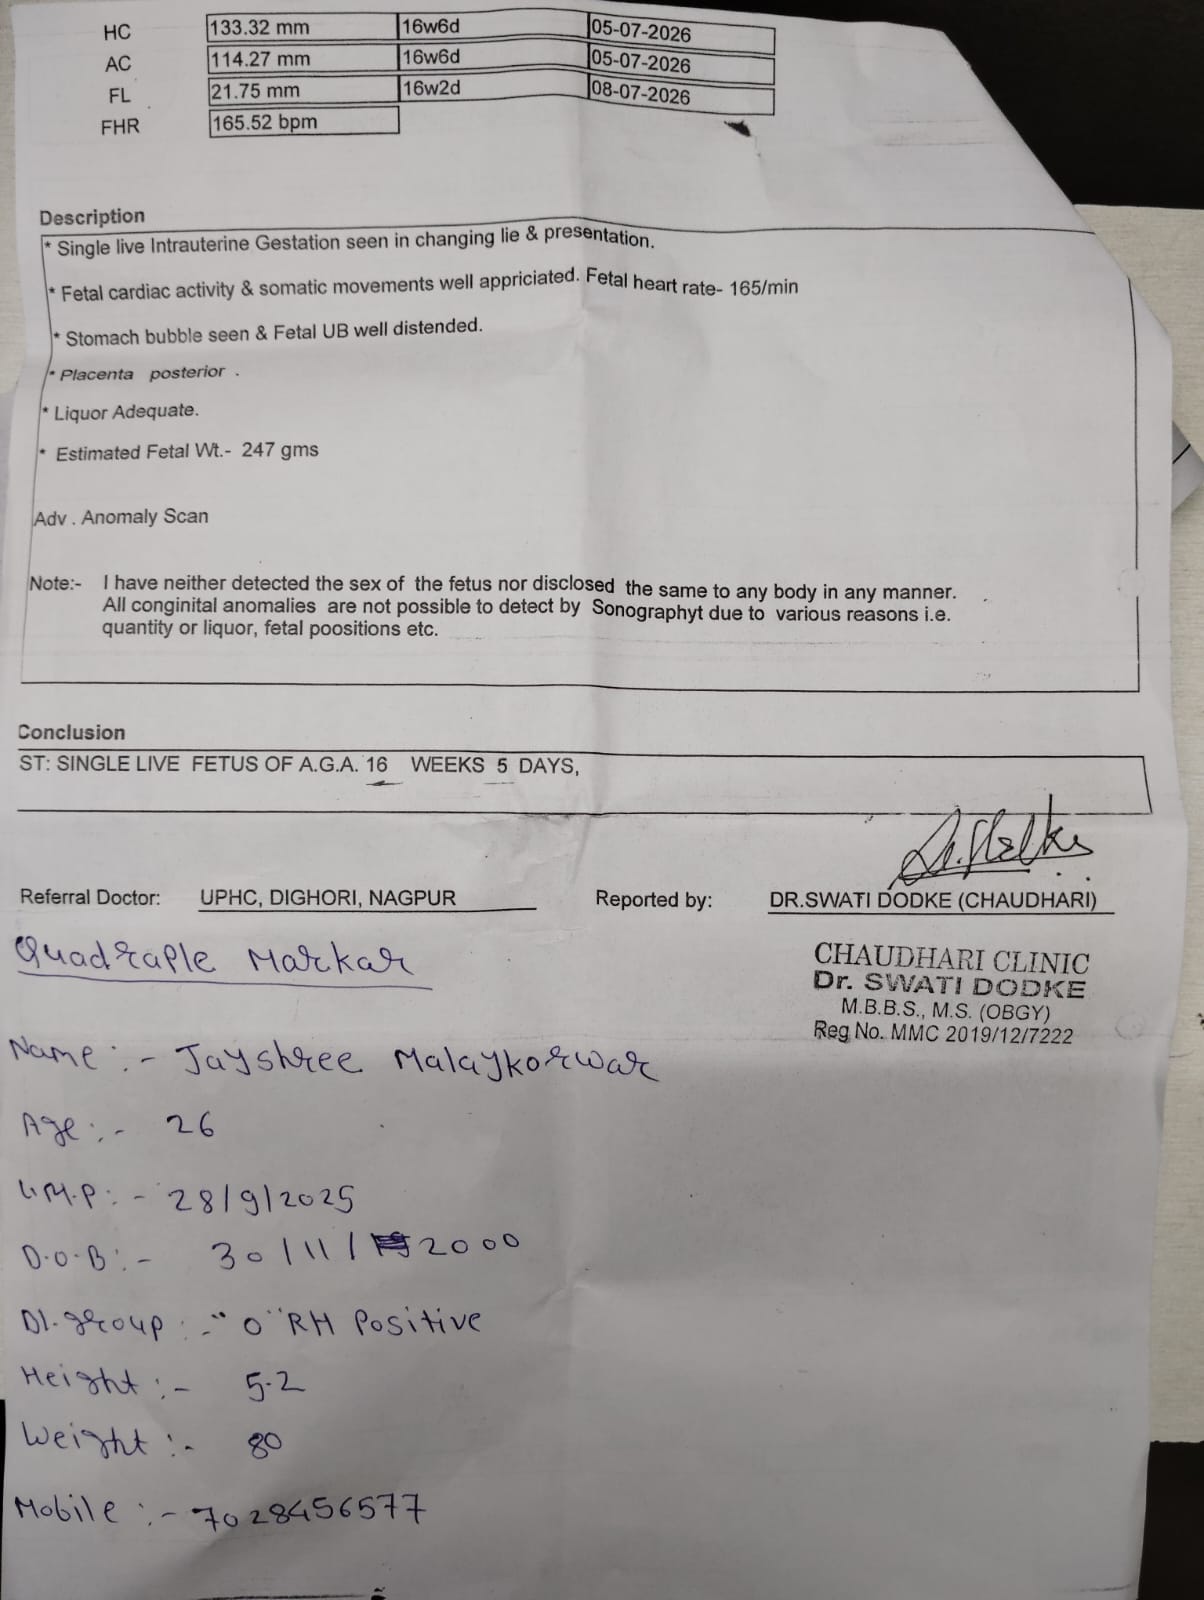 HC 133.32 mm 16w6d 05-07-2026
AC 114.27 mm 16w6d 05-07-2026
FL 21.75 mm 16w2d 08-07-2026
FHR 165.52 bpm
Description
* Single live Intrauterine Gestation seen in changing lie & presentation.
* Fetal cardiac activity & somatic movements well appriciated. Fetal heart rate- 165/min
* Stomach bubble seen & Fetal UB well distended.
* Placenta posterior .
* Liquor Adequate.
* Estimated Fetal Wt.- 247 gms
Adv . Anomaly Scan
Note:- I have neither detected the sex of the fetus nor disclosed the same to any body in any manner.
All conginital anomalies are not possible to detect by Sonographyt due to various reasons i.e.
quantity or liquor, fetal poositions etc.
Conclusion
ST: SINGLE LIVE FETUS OF A.G.A. 16 WEEKS 5 DAYS,
Referral Doctor: UPHC, DIGHORI, NAGPUR Reported by: DR.SWATI DODKE (CHAUDHARI)
Quadraple Markar
CHAUDHARI CLINIC
Dr. SWATI DODKE
M.B.B.S., M.S. (OBGY)
Reg No. MMC 2019/12/7222
Name :- Jayshree Malaykorwar
Age :- 26
L.M.P :- 28/9/2025
D.O.B :- 30/11/2000
Bl.group :- "O" RH Positive
Height :- 5.2
Weight :- 80
Mobile :- 7028456577